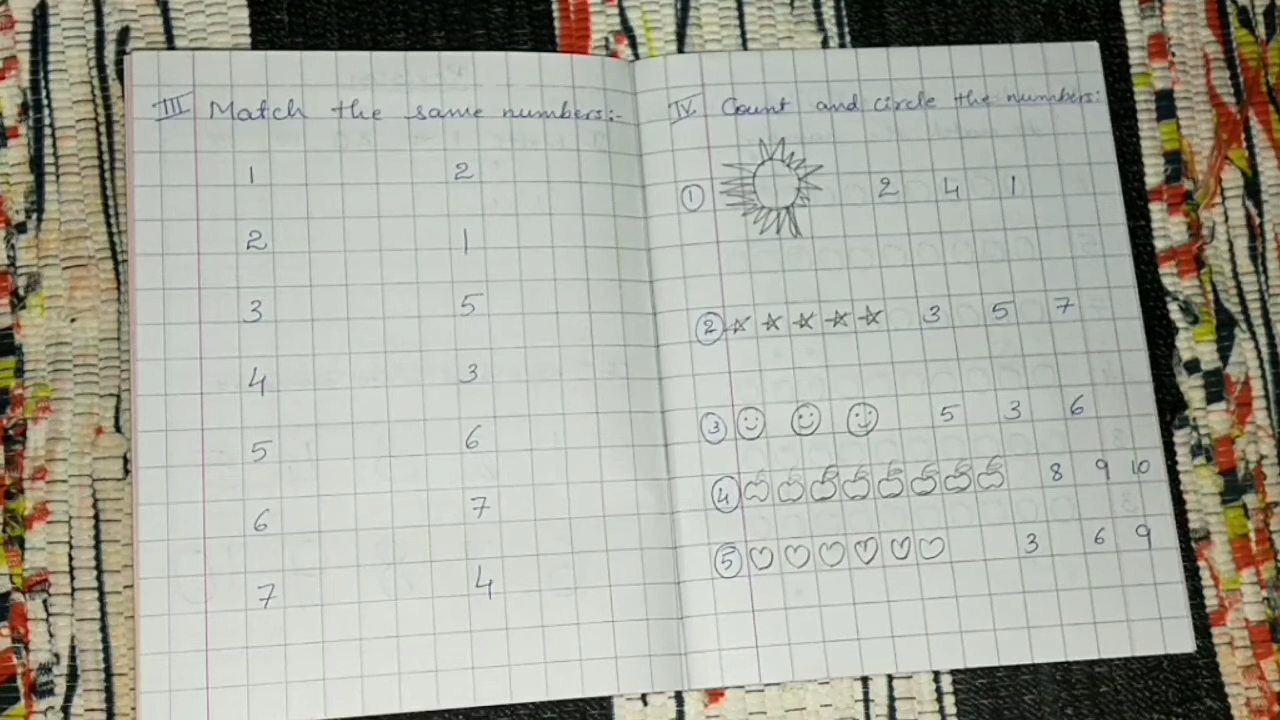 III Match the same numbers:-
1 2
2 1
3 5
4 3
5 6
6 7
7 4
IV. Count and circle the numbers:
1 2 4 1
2 3 5 7
3 5 3 6
4 8 9 10
5 3 6 9